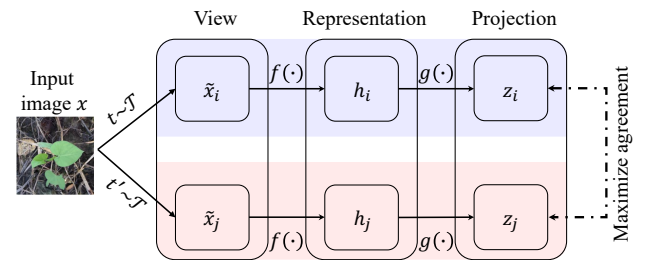 View Representation Projection
Input
image x
t~𝒯
x̃ᵢ
f(·)
hᵢ
g(·)
zᵢ
Maximize agreement
t'~𝒯
x̃ⱼ
f(·)
hⱼ
g(·)
zⱼ